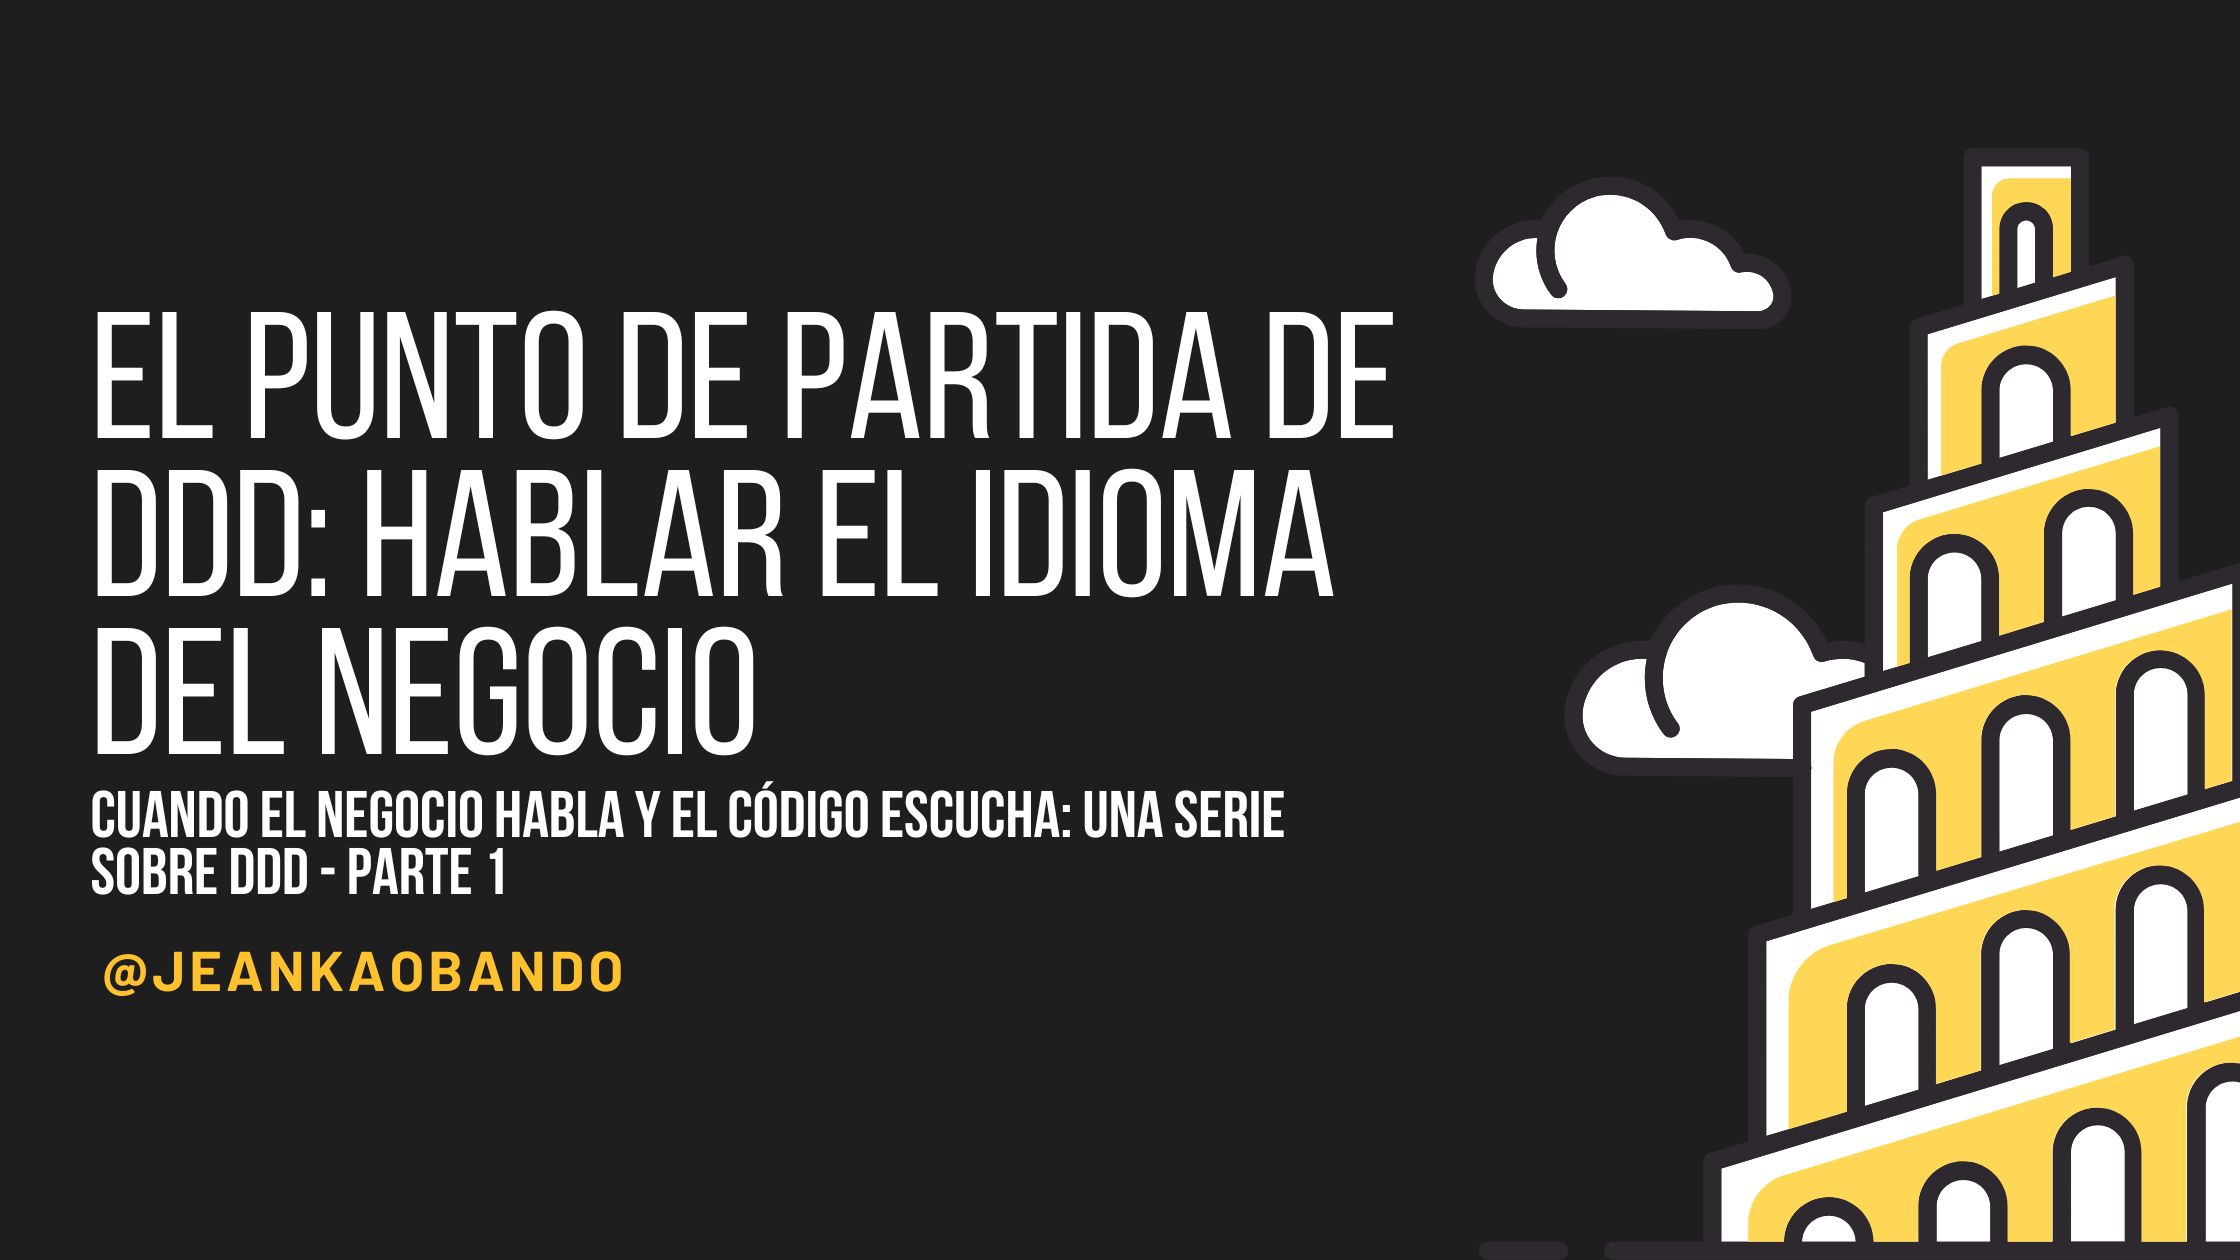 EL PUNTO DE PARTIDA DE
DDD: HABLAR EL IDIOMA
DEL NEGOCIO
CUANDO EL NEGOCIO HABLA Y EL CÓDIGO ESCUCHA: UNA SERIE
SOBRE DDD - PARTE 1
@JEANKAOBANDO